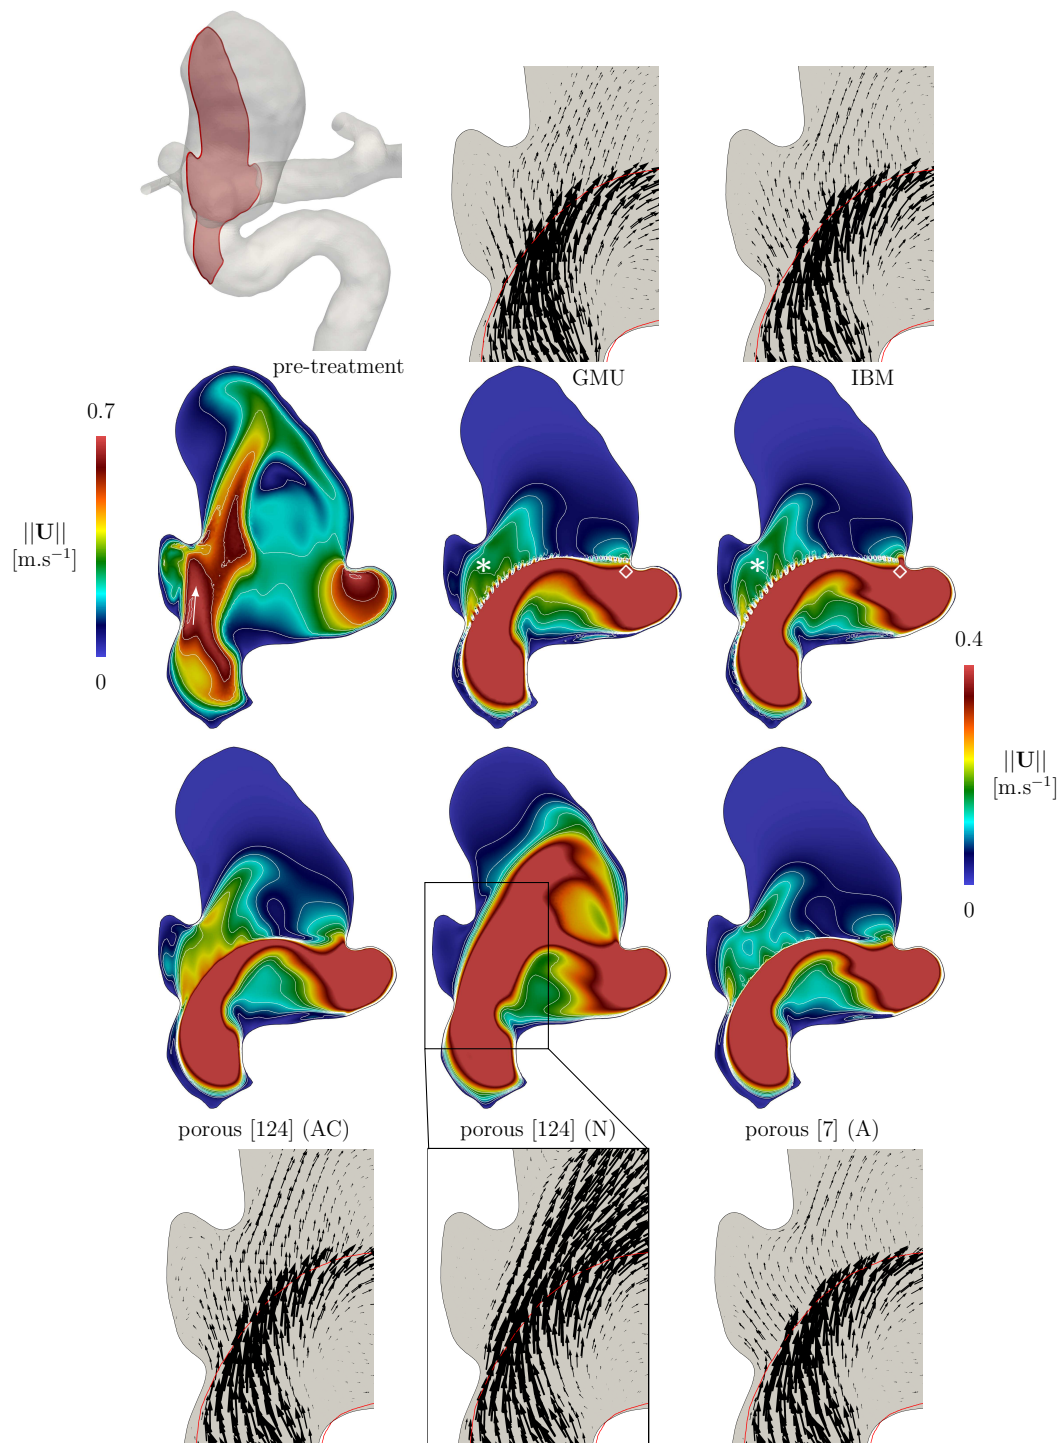 pre-treatment
GMU
IBM
0.7
||U||
[m.s⁻¹]
0
*
*
0.4
||U||
[m.s⁻¹]
0
porous [124] (AC)
porous [124] (N)
porous [7] (A)